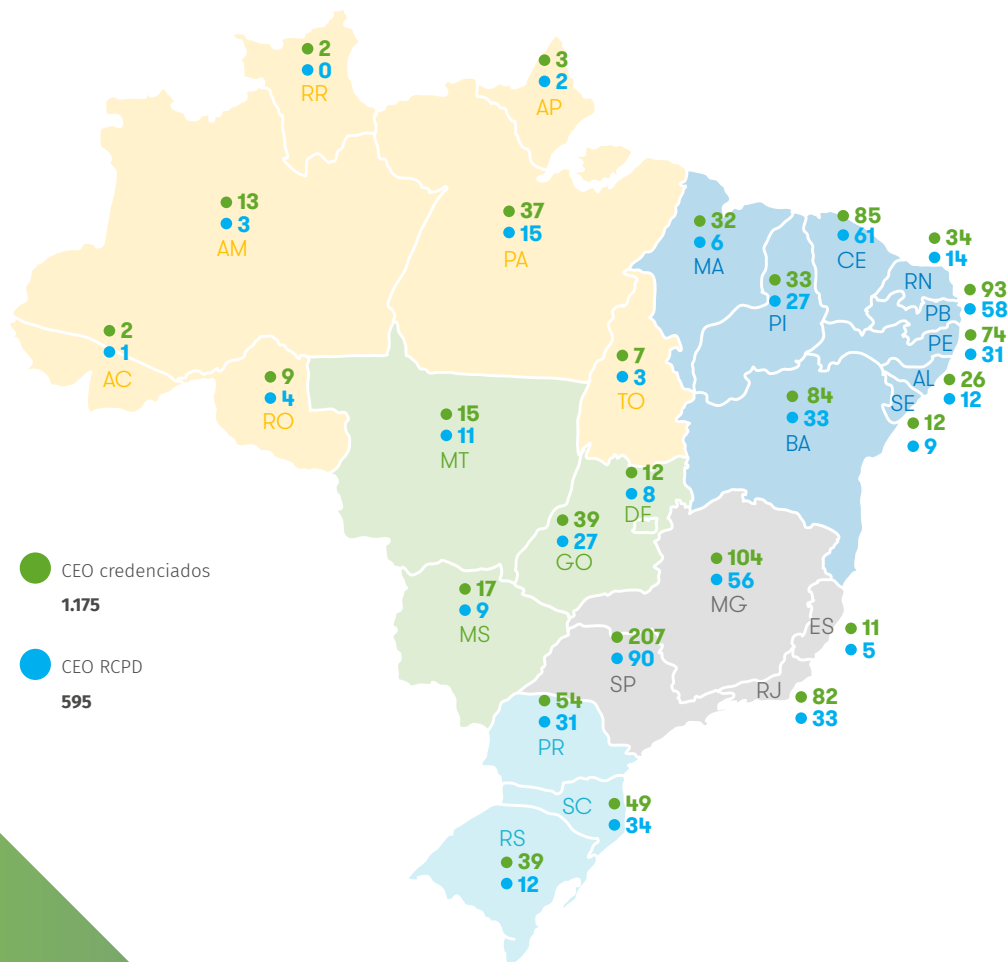 2
0
RR
3
2
AP
13
3
AM
37
15
PA
32
6
MA
85
61
CE
34
14
RN
33
27
PI
93
58
PB
74
31
PE
26
12
AL
12
9
SE
84
33
BA
2
1
AC
9
4
RO
7
3
TO
15
11
MT
12
8
DF
39
27
GO
17
9
MS
104
56
MG
11
5
ES
207
90
SP
82
33
RJ
54
31
PR
SC
49
34
RS
39
12
CEO credenciados
1.175
CEO RCPD
595